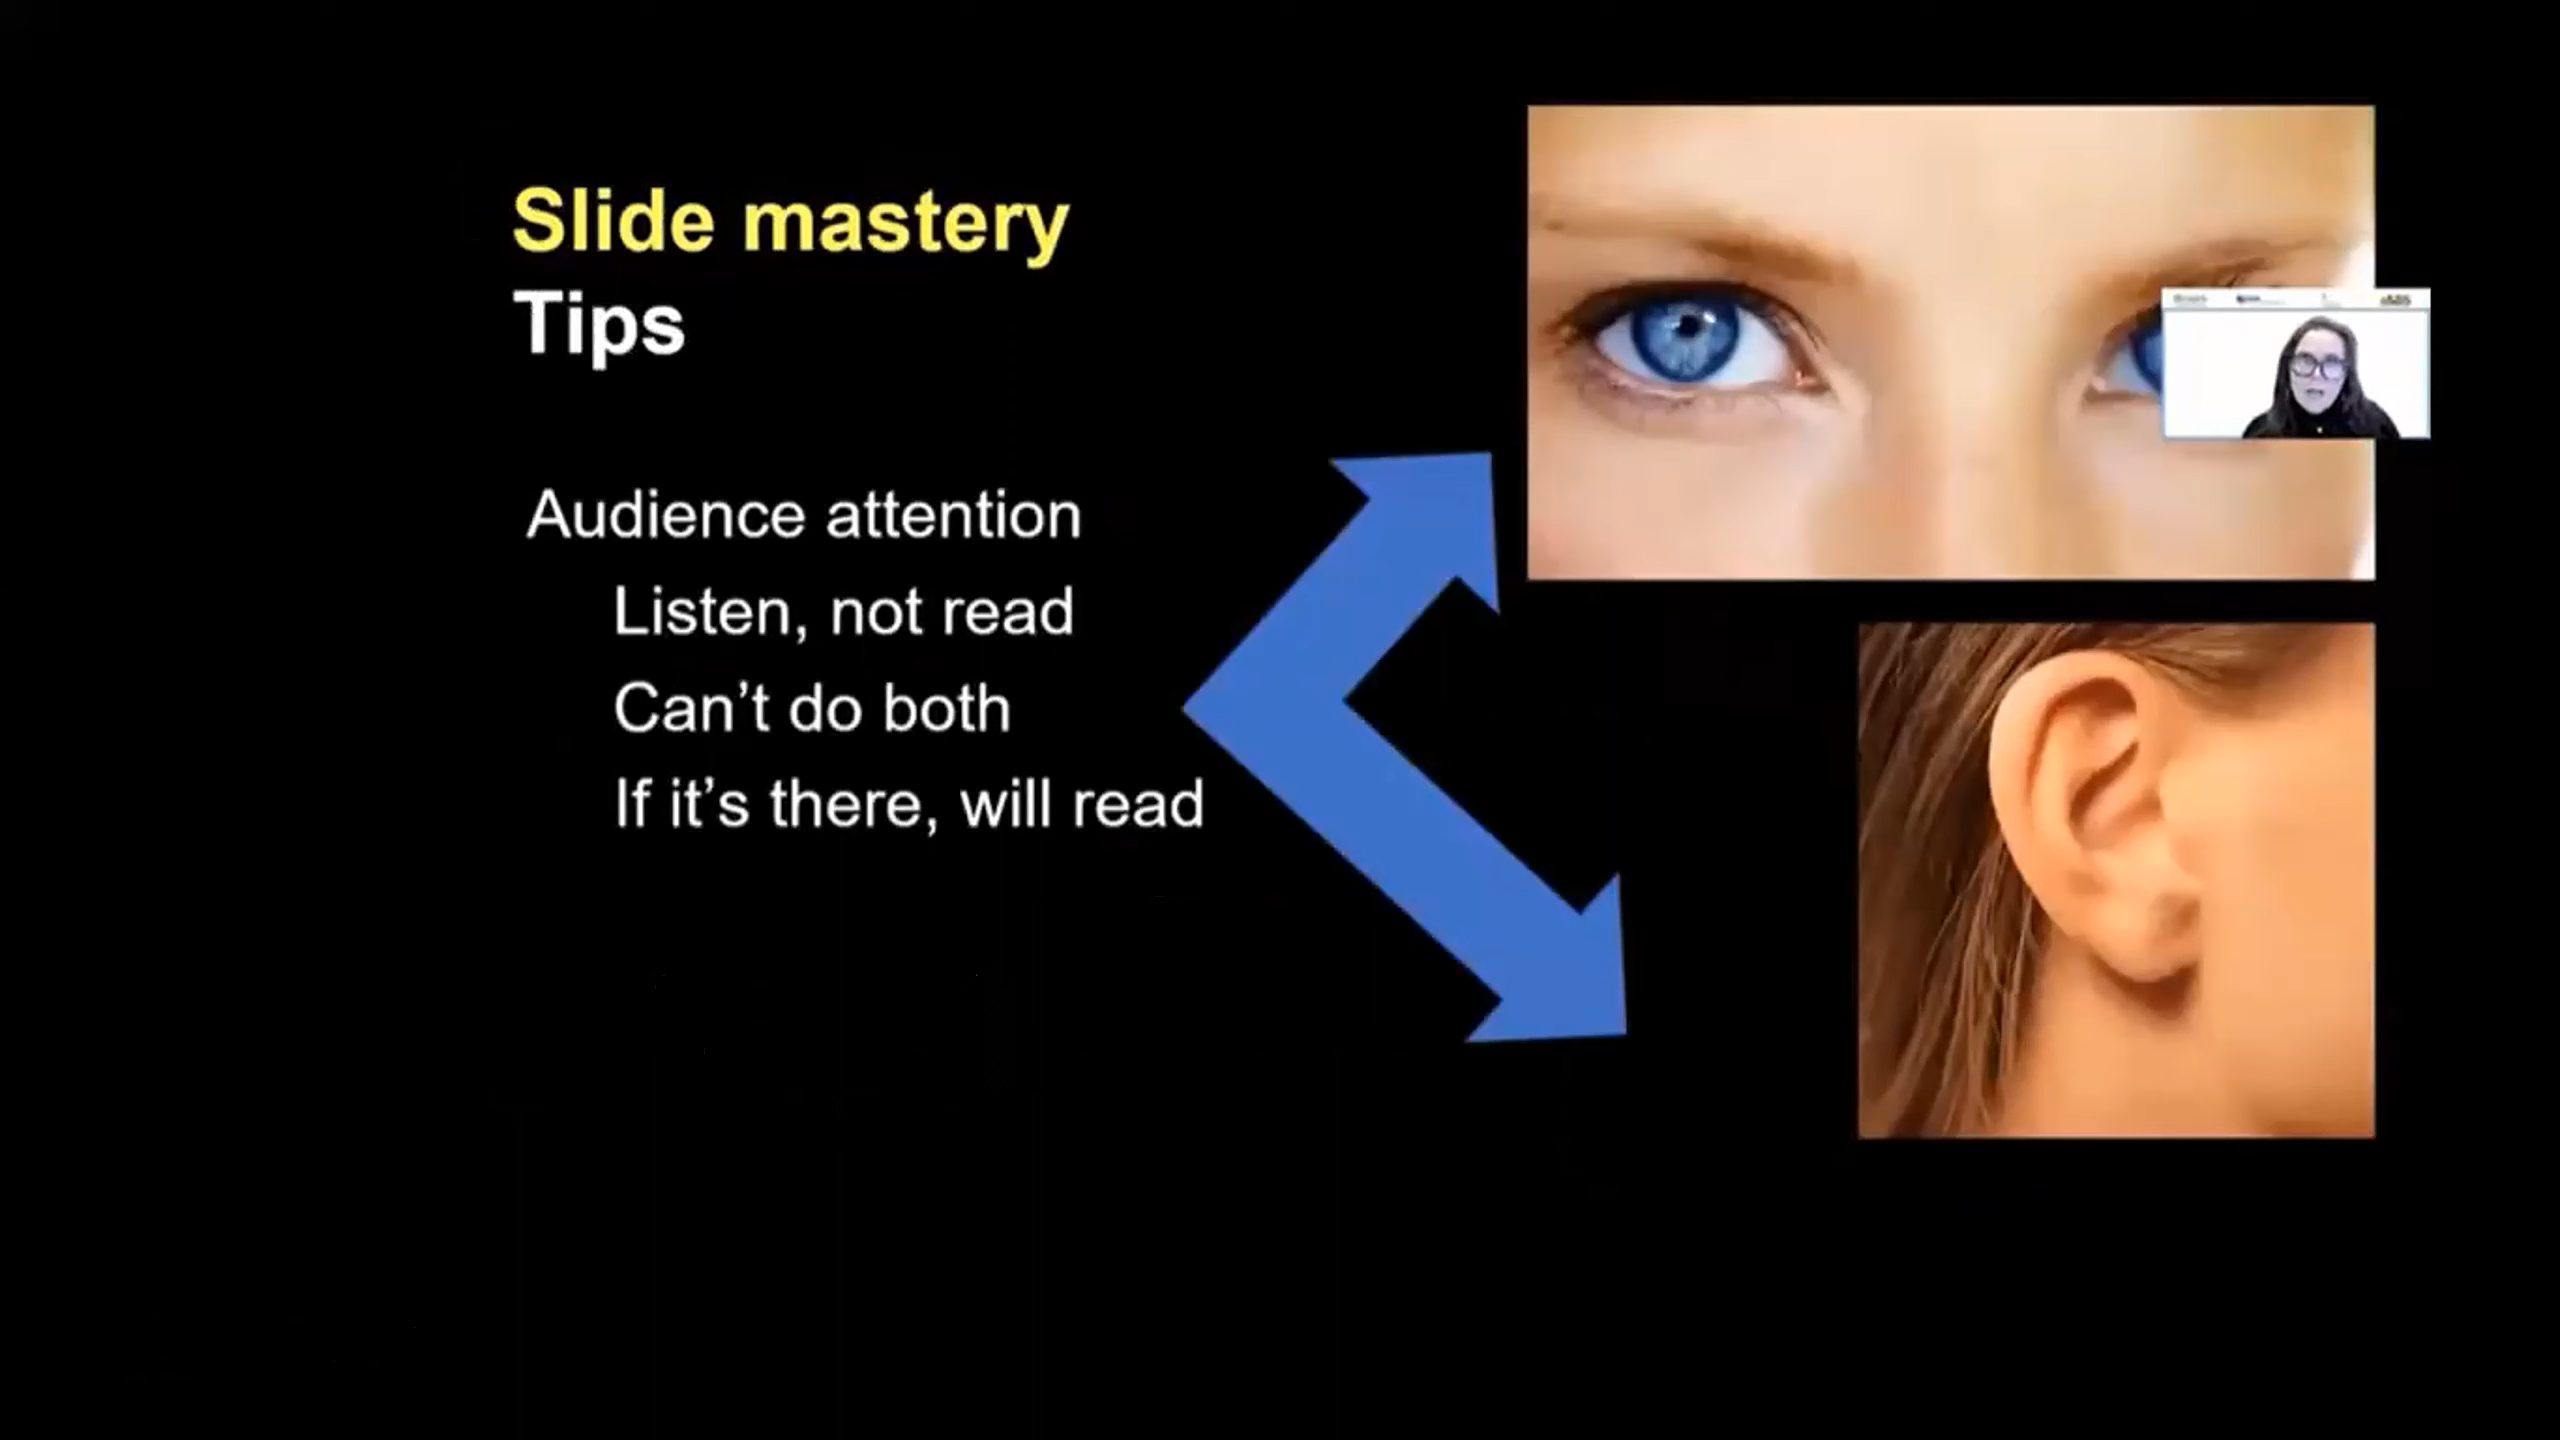 Slide mastery
Tips
Audience attention
Listen, not read
Can’t do both
If it’s there, will read